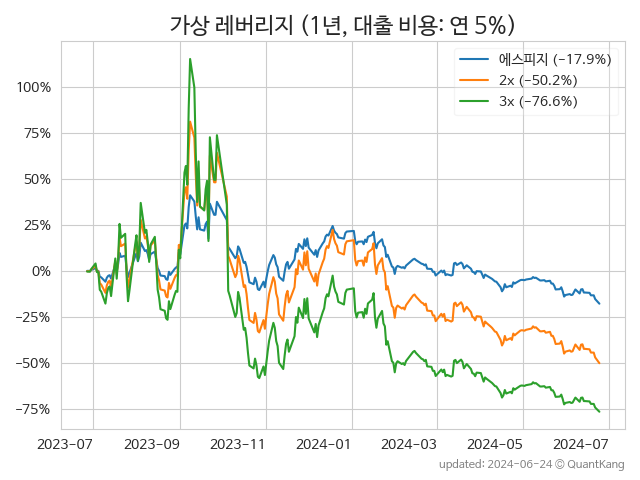 가상 레버리지 (1년, 대출 비용: 연 5%)
에스피지 (−17.9%)
2x (−50.2%)
3x (−76.6%)
100%
75%
50%
25%
0%
−25%
−50%
−75%
2023-07 2023-09 2023-11 2024-01 2024-03 2024-05 2024-07
updated: 2024-06-24 © QuantKang